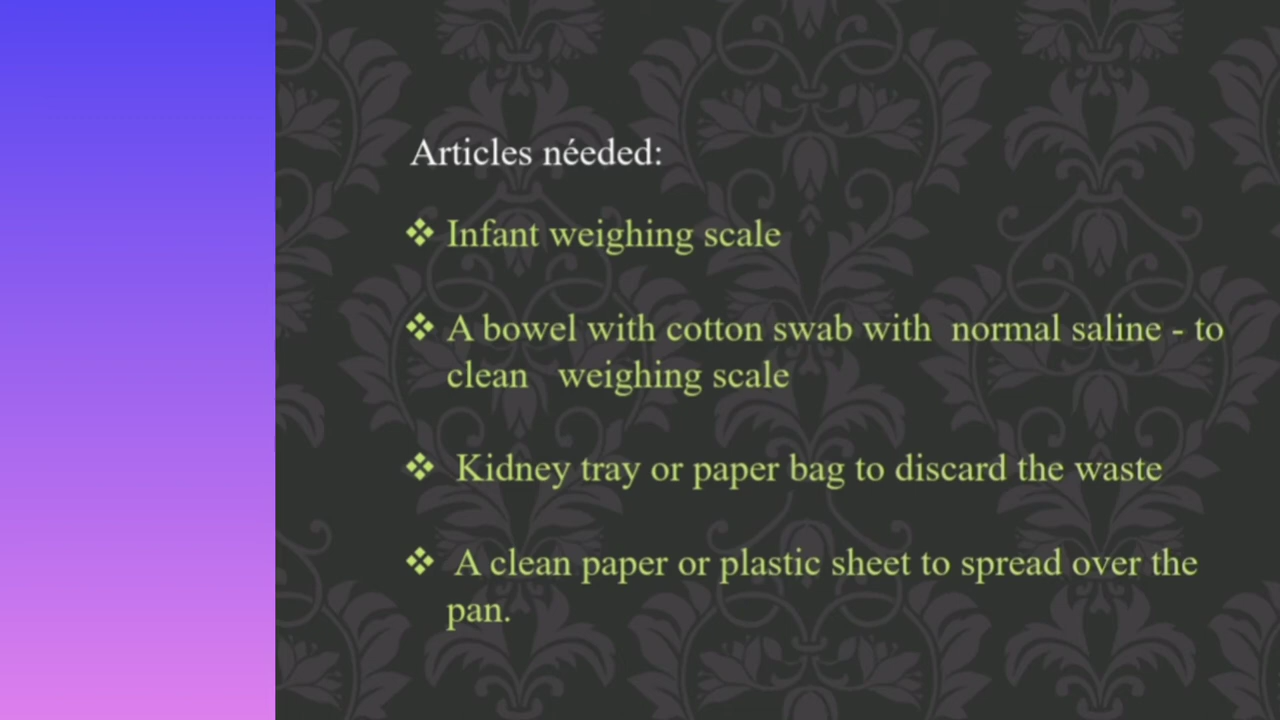 Articles néeded:
❖ Infant weighing scale
❖ A bowel with cotton swab with normal saline - to
clean weighing scale
❖ Kidney tray or paper bag to discard the waste
❖ A clean paper or plastic sheet to spread over the
pan.